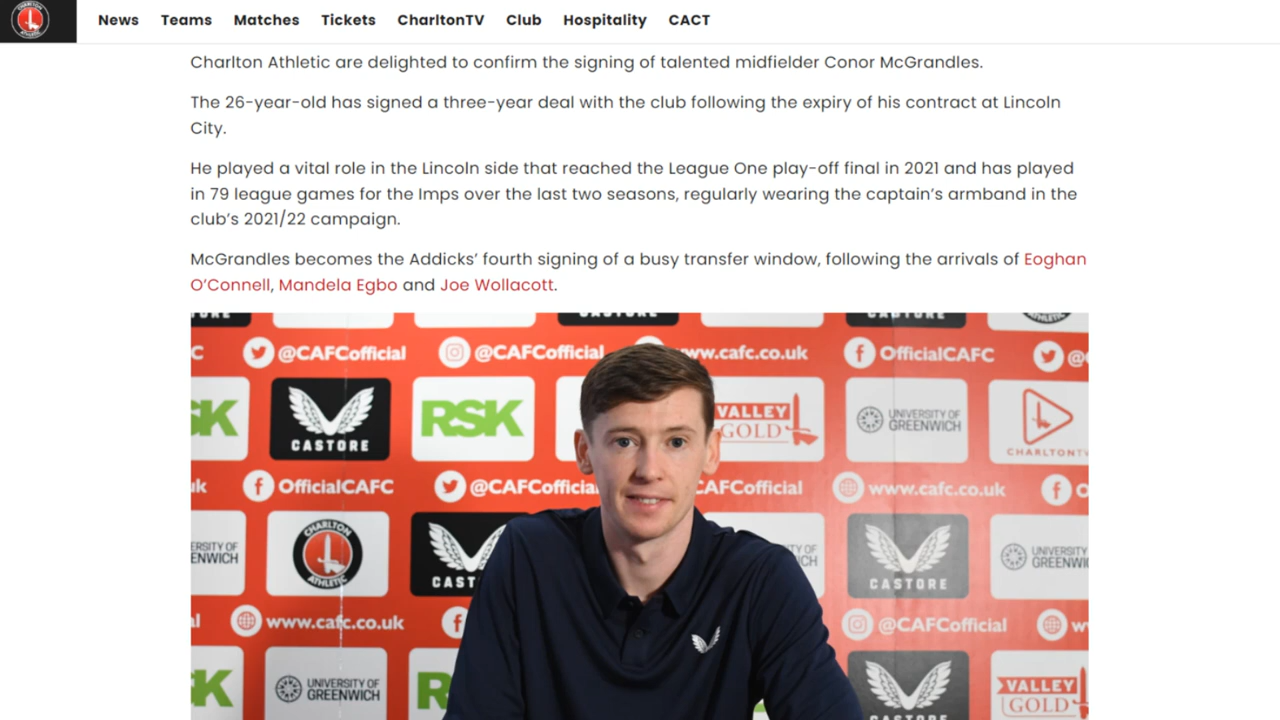 News Teams Matches Tickets CharltonTV Club Hospitality CACT
Charlton Athletic are delighted to confirm the signing of talented midfielder Conor McGrandles.
The 26-year-old has signed a three-year deal with the club following the expiry of his contract at Lincoln
City.
He played a vital role in the Lincoln side that reached the League One play-off final in 2021 and has played
in 79 league games for the Imps over the last two seasons, regularly wearing the captain's armband in the
club's 2021/22 campaign.
McGrandles becomes the Addicks' fourth signing of a busy transfer window, following the arrivals of Eoghan
O'Connell, Mandela Egbo and Joe Wollacott.
@CAFCofficial @CAFCofficial www.cafc.co.uk OfficialCAFC
SK CASTORE RSK VALLEY GOLD UNIVERSITY OF GREENWICH CHARLTONTV
OfficialCAFC @CAFCofficial CAFCofficial www.cafc.co.uk
CHARLTON ATHLETIC CASTORE UNIVERSITY OF GREENWICH
www.cafc.co.uk @CAFCofficial
UNIVERSITY OF GREENWICH CASTORE VALLEY GOLD